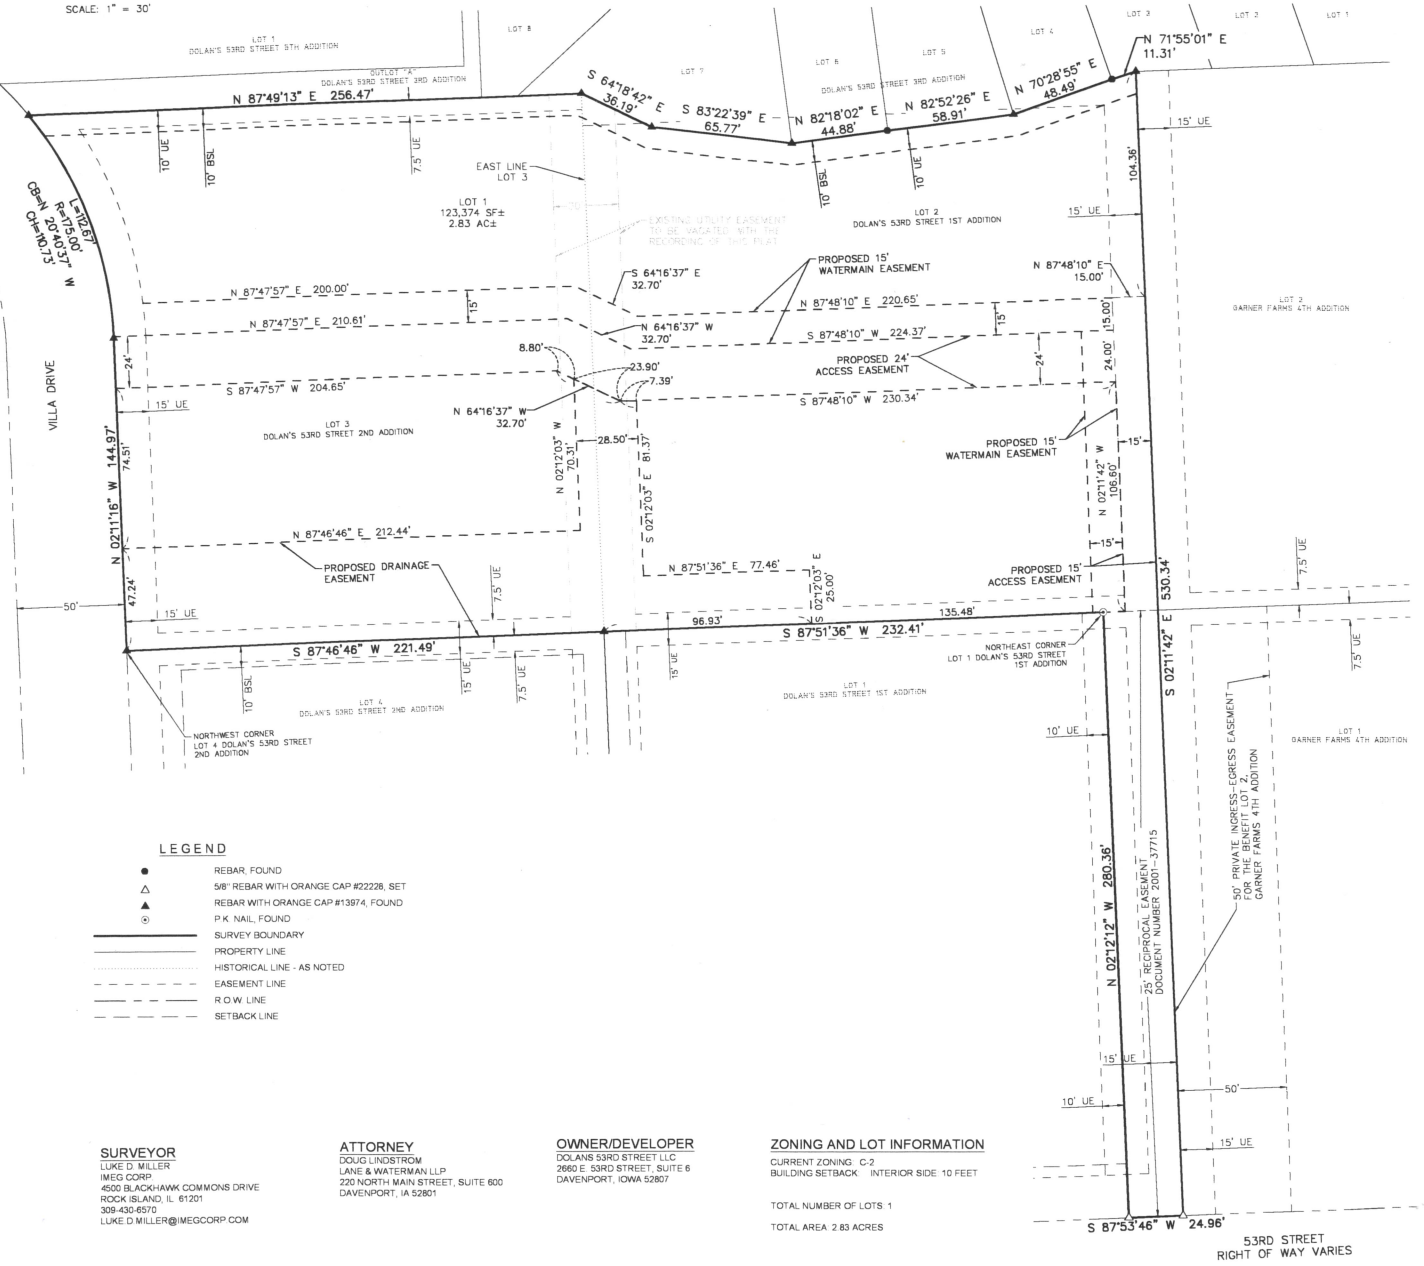 SCALE: 1" = 30'
LOT 1
DOLAN'S 53RD STREET 5TH ADDITION
OUTLOT "A"
DOLAN'S 53RD STREET 3RD ADDITION
N 87°49'13" E 256.47'
LOT 8
LOT 7
LOT 6
LOT 5
DOLAN'S 53RD STREET 3RD ADDITION
LOT 4
LOT 3
LOT 2
LOT 1
S 64°18'42" E
36.19'
S 83°22'39" E
65.77'
N 82°18'02" E
44.88'
N 82°52'26" E
58.91'
N 70°28'55" E
48.49'
N 71°55'01" E
11.31'
15' UE
104.36'
15' UE
10' UE
10' BSL
7.5' UE
10' BSL
10' UE
EAST LINE
LOT 3
LOT 1
123,374 SF±
2.83 AC±
EXISTING UTILITY EASEMENT
TO BE VACATED WITH THE
RECORDING OF THIS PLAT
LOT 2
DOLAN'S 53RD STREET 1ST ADDITION
L=112.67'
R=175.00'
CB=N 20°40'37" W
CH=110.73'
PROPOSED 15'
WATERMAIN EASEMENT
N 87°48'10" E
15.00'
LOT 2
GARNER FARMS 4TH ADDITION
N 87°47'57" E 200.00'
S 64°16'37" E
32.70'
N 87°48'10" E 220.65'
15'
N 87°47'57" E 210.61'
N 64°16'37" W
32.70'
S 87°48'10" W 224.37'
15'
15.00'
24'
8.80'
23.90'
7.39'
PROPOSED 24'
ACCESS EASEMENT
24'
24.00'
S 87°47'57" W 204.65'
S 87°48'10" W 230.34'
N 64°16'37" W
32.70'
VILLA DRIVE
15' UE
LOT 3
DOLAN'S 53RD STREET 2ND ADDITION
N 02°11'16" W 144.97'
74.51'
N 02°12'03" W
70.31'
28.50'
S 02°12'03" E 81.37'
PROPOSED 15'
WATERMAIN EASEMENT
15'
N 02°11'42" W
106.60'
15'
N 87°46'46" E 212.44'
PROPOSED DRAINAGE
EASEMENT
N 87°51'36" E 77.46'
S 02°12'03" E
25.00'
PROPOSED 15'
ACCESS EASEMENT
S 02°11'42" E 530.34'
7.5' UE
47.24'
50'
15' UE
7.5' UE
96.93'
135.48'
S 87°46'46" W 221.49'
S 87°51'36" W 232.41'
NORTHEAST CORNER
LOT 1 DOLAN'S 53RD STREET
1ST ADDITION
7.5' UE
10' BSL
15' UE
7.5' UE
15' UE
LOT 4
DOLAN'S 53RD STREET 2ND ADDITION
LOT 1
DOLAN'S 53RD STREET 1ST ADDITION
NORTHWEST CORNER
LOT 4 DOLAN'S 53RD STREET
2ND ADDITION
10' UE
LOT 1
GARNER FARMS 4TH ADDITION
50' PRIVATE INGRESS-EGRESS EASEMENT
FOR THE BENEFIT LOT 2,
GARNER FARMS 4TH ADDITION
N 02°12'12" W 280.36'
25' RECIPROCAL EASEMENT
DOCUMENT NUMBER 2001-37715
LEGEND
REBAR, FOUND
5/8" REBAR WITH ORANGE CAP #22228, SET
REBAR WITH ORANGE CAP #13974, FOUND
P.K. NAIL, FOUND
SURVEY BOUNDARY
PROPERTY LINE
HISTORICAL LINE - AS NOTED
EASEMENT LINE
R.O.W. LINE
SETBACK LINE
15' UE
50'
10' UE
15' UE
S 87°53'46" W 24.96'
53RD STREET
RIGHT OF WAY VARIES
SURVEYOR
LUKE D. MILLER
IMEG CORP
4500 BLACKHAWK COMMONS DRIVE
ROCK ISLAND, IL 61201
309-430-6570
LUKE.D.MILLER@IMEGCORP.COM
ATTORNEY
DOUG LINDSTROM
LANE & WATERMAN LLP
220 NORTH MAIN STREET, SUITE 600
DAVENPORT, IA 52801
OWNER/DEVELOPER
DOLANS 53RD STREET LLC
2660 E. 53RD STREET, SUITE 6
DAVENPORT, IOWA 52807
ZONING AND LOT INFORMATION
CURRENT ZONING: C-2
BUILDING SETBACK: INTERIOR SIDE: 10 FEET
TOTAL NUMBER OF LOTS: 1
TOTAL AREA: 2.83 ACRES